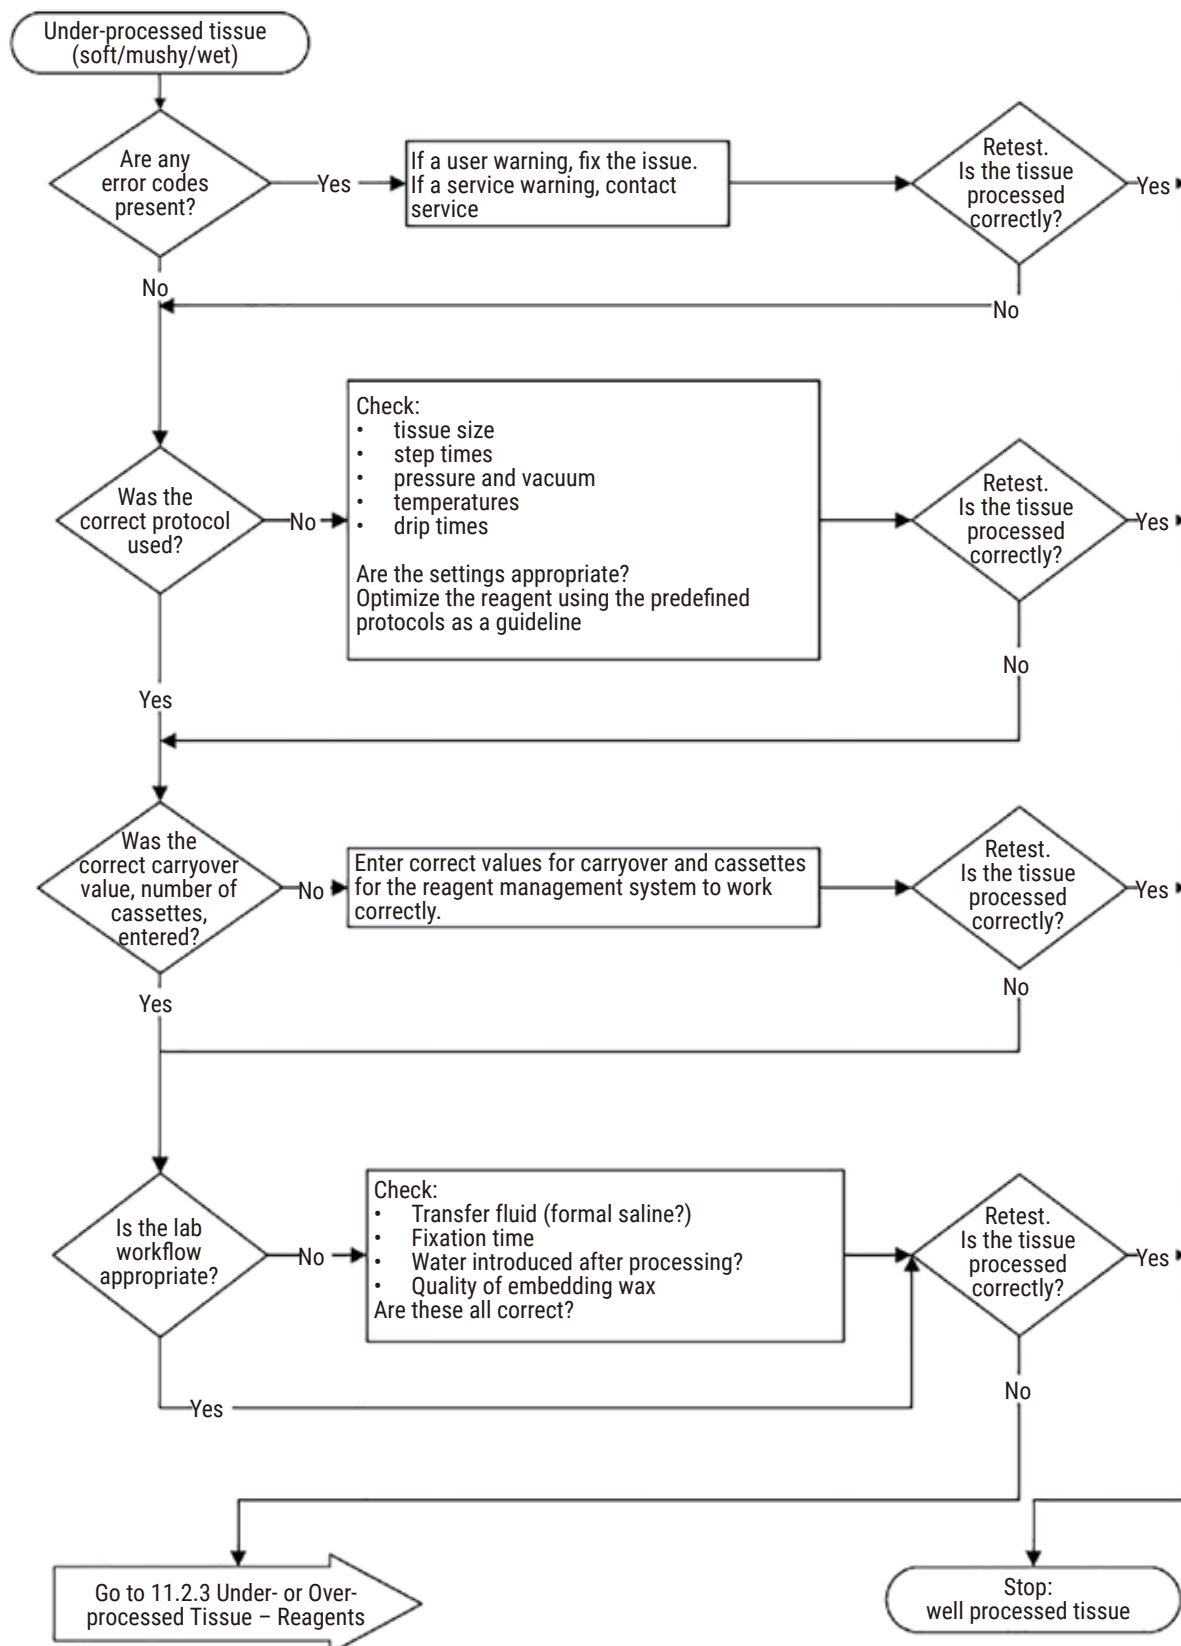 Under-processed tissue
(soft/mushy/wet)
Are any
error codes
present?
Yes
If a user warning, fix the issue.
If a service warning, contact
service
Retest.
Is the tissue
processed
correctly?
Yes
No
No
Was the
correct protocol
used?
No
Check:
• tissue size
• step times
• pressure and vacuum
• temperatures
• drip times
Are the settings appropriate?
Optimize the reagent using the predefined
protocols as a guideline
Retest.
Is the tissue
processed
correctly?
Yes
No
Yes
Was the
correct carryover
value, number of
cassettes,
entered?
No
Enter correct values for carryover and cassettes
for the reagent management system to work
correctly.
Retest.
Is the tissue
processed
correctly?
Yes
No
Yes
Is the lab
workflow
appropriate?
No
Check:
• Transfer fluid (formal saline?)
• Fixation time
• Water introduced after processing?
• Quality of embedding wax
Are these all correct?
Retest.
Is the tissue
processed
correctly?
Yes
No
Yes
Go to 11.2.3 Under- or Over-
processed Tissue – Reagents
Stop:
well processed tissue